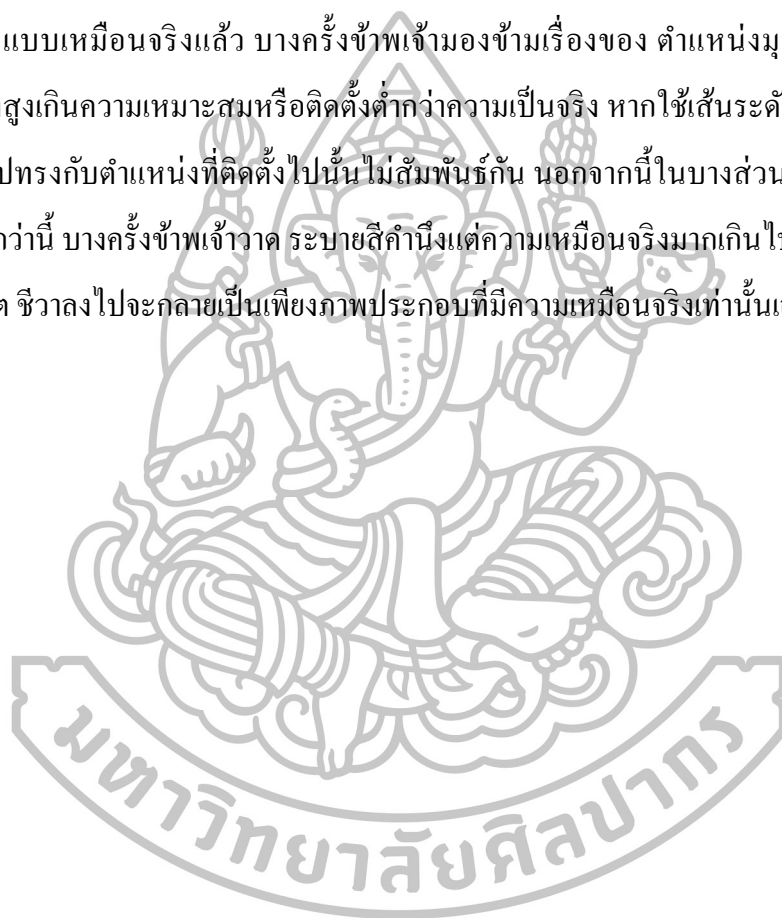 แบบเหมือนจริงแล้ว บางครั้งข้าพเจ้ามองข้ามเรื่องของ ตำแหน่งมุ
สูงเกินความเหมาะสมหรือติดตั้งต่ำกว่าความเป็นจริง หากใช้เส้นระดั
ปทรงกับตำแหน่งที่ติดตั้งไปนั้นไม่สัมพันธ์กัน นอกจากนี้ในบางส่วน
กว่านี้ บางครั้งข้าพเจ้าวาด ระบายสีคำนึงแต่ความเหมือนจริงมากเกินไป
ต ชีวาลงไปจะกลายเป็นเพียงภาพประกอบที่มีความเหมือนจริงเท่านั้น
มหาวิทยาลัยศิลปากร